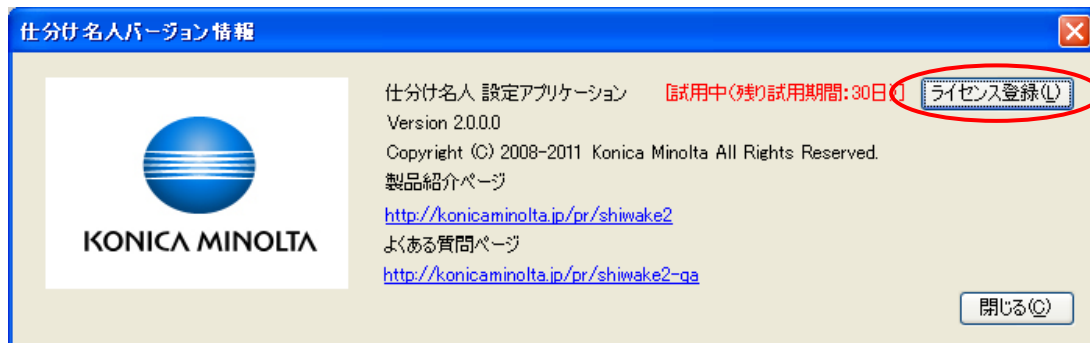 仕分け名人バージョン情報
仕分け名人 設定アプリケーション [試用中(残り試用期間:30日)] ライセンス登録(L)
Version 2.0.0.0
Copyright (C) 2008-2011 Konica Minolta All Rights Reserved.
製品紹介ページ
http://konicaminolta.jp/pr/shiwake2
KONICA MINOLTA
よくある質問ページ
http://konicaminolta.jp/pr/shiwake2-qa
閉じる(C)